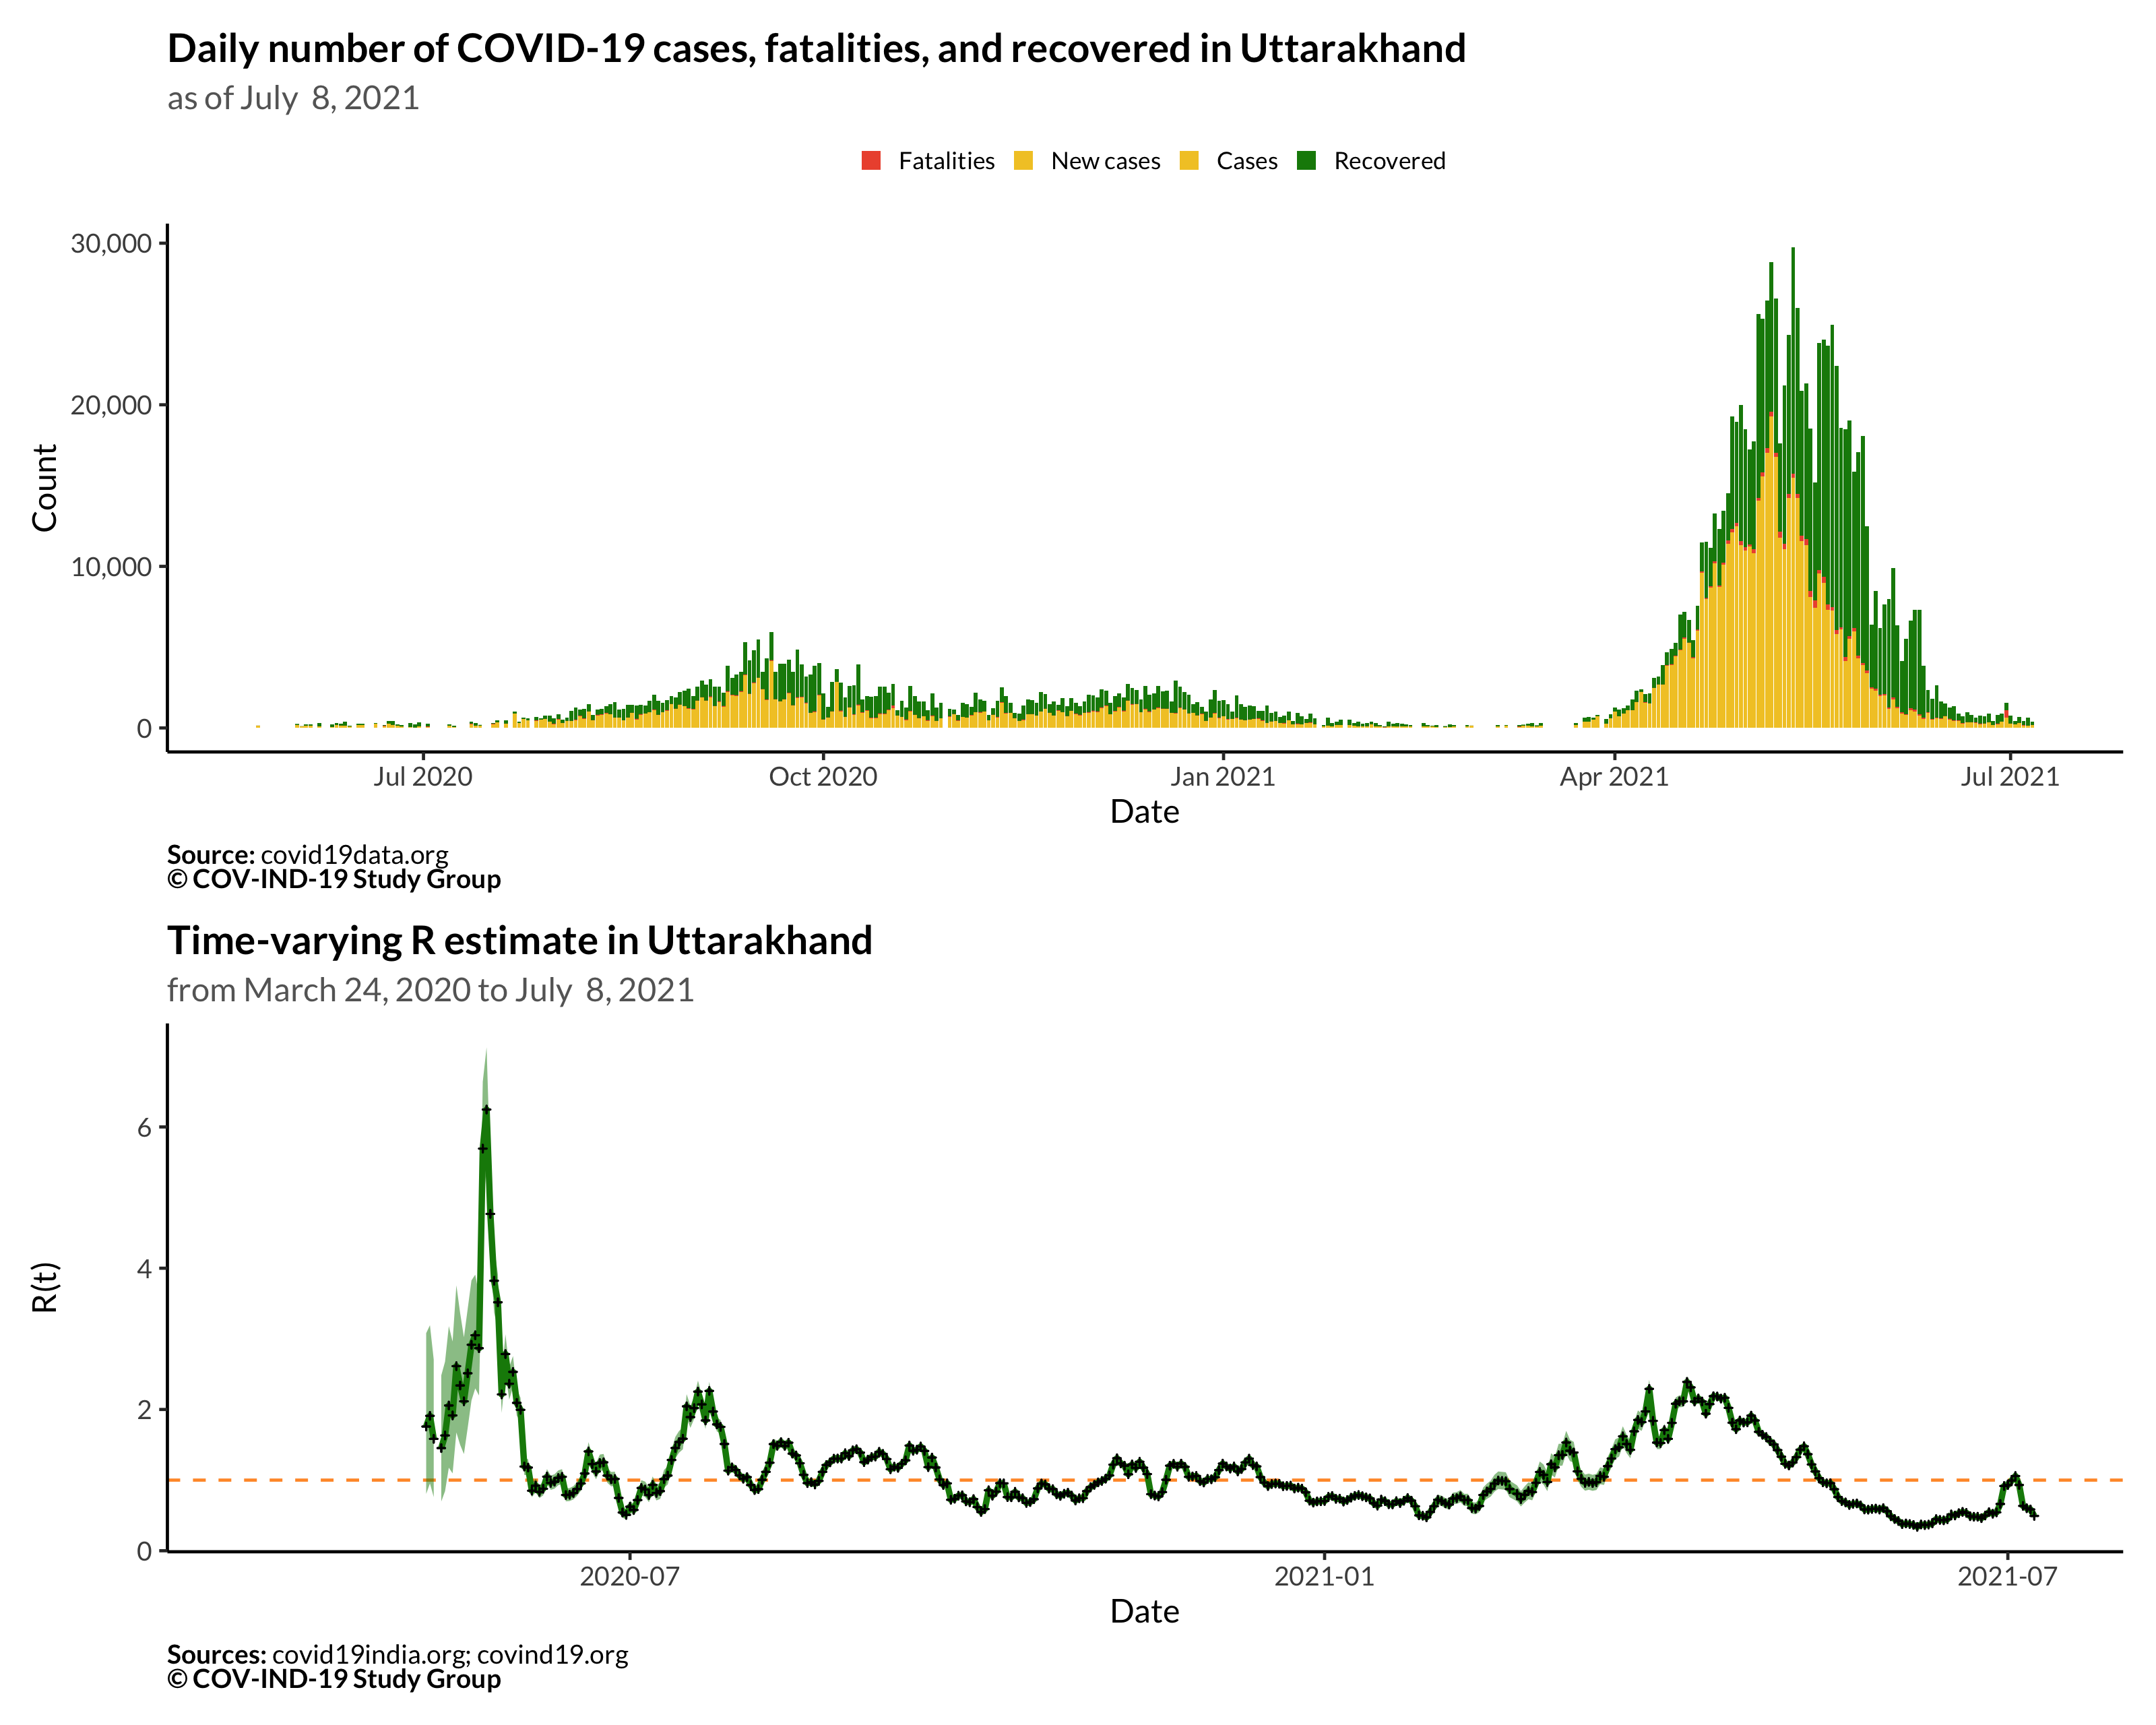 Daily number of COVID-19 cases, fatalities, and recovered in Uttarakhand
as of July  8, 2021
Fatalities New cases Cases Recovered
30,000
20,000
10,000
0
Count
Jul 2020 Oct 2020 Jan 2021 Apr 2021 Jul 2021
Date
Source: covid19data.org
© COV-IND-19 Study Group
Time-varying R estimate in Uttarakhand
from March 24, 2020 to July  8, 2021
6
4
2
0
R(t)
2020-07 2021-01 2021-07
Date
Sources: covid19india.org; covind19.org
© COV-IND-19 Study Group